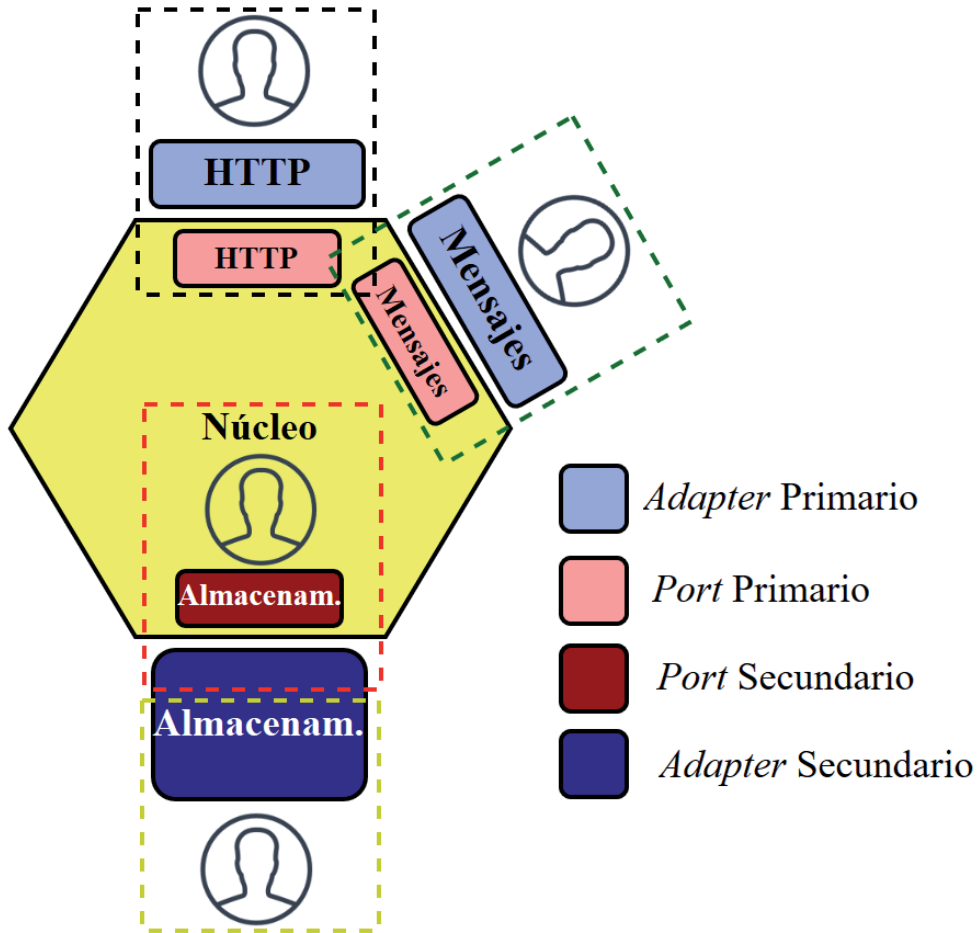 HTTP
HTTP
Mensajes
Mensajes
Núcleo
Almacenam.
Almacenam.
Adapter Primario
Port Primario
Port Secundario
Adapter Secundario